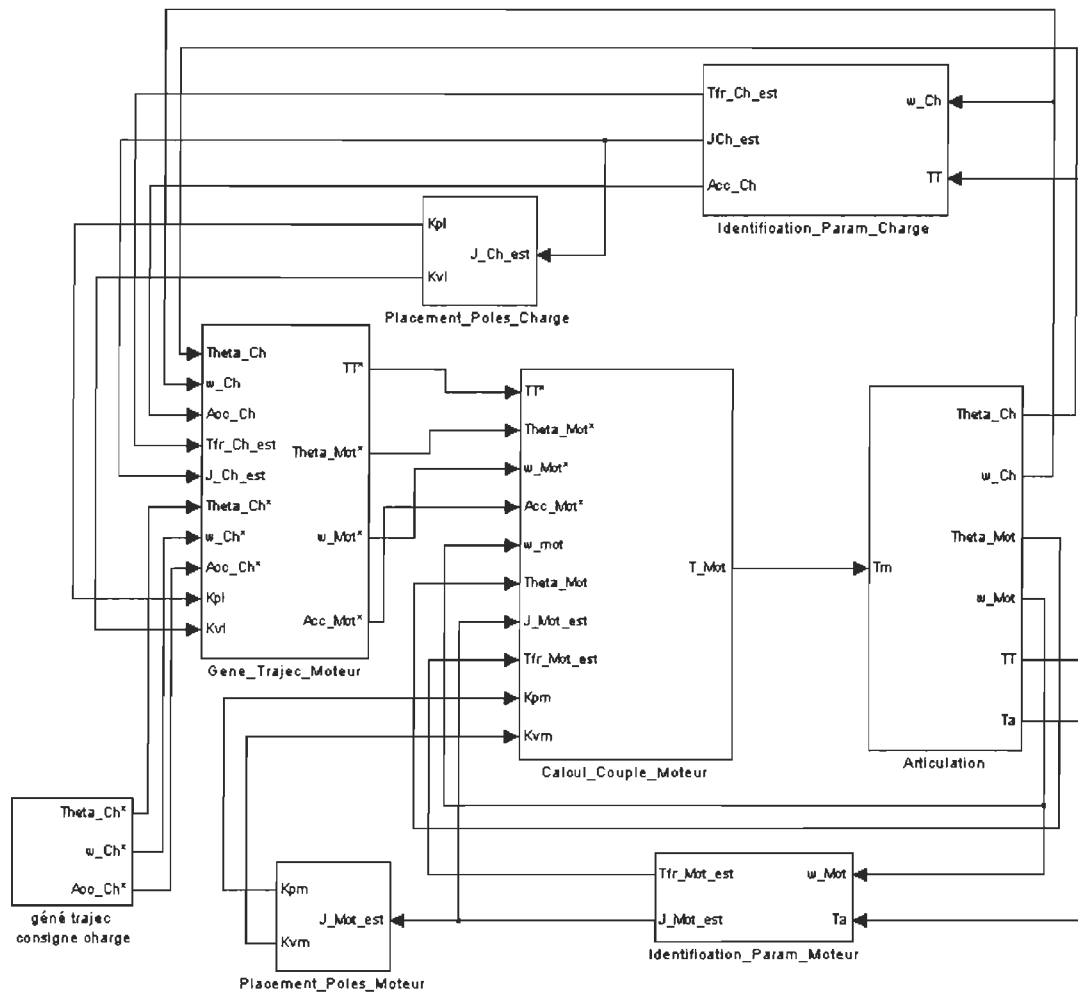 Tfr_Ch_est
JCh_est
Acc_Ch
w_Ch
TT
Identification_Param_Charge
Kpl
Kvl
J_Ch_est
Placement_Poles_Charge
Theta_Ch
w_Ch
Acc_Ch
Tfr_Ch_est
J_Ch_est
Theta_Ch*
w_Ch*
Acc_Ch*
Kpl
Kvl
TT*
Theta_Mot*
w_Mot*
Acc_Mot*
Gene_Trajec_Moteur
TT*
Theta_Mot*
w_Mot*
Acc_Mot*
w_mot
Theta_Mot
J_Mot_est
Tfr_Mot_est
Kpm
Kvm
T_Mot
Calcul_Couple_Moteur
Tm
Theta_Ch
w_Ch
Theta_Mot
w_Mot
TT
Ta
Articulation
Theta_Ch*
w_Ch*
Acc_Ch*
géné trajec
consigne charge
Kpm
Kvm
J_Mot_est
Placement_Poles_Moteur
Tfr_Mot_est
J_Mot_est
w_Mot
Ta
Identification_Param_Moteur